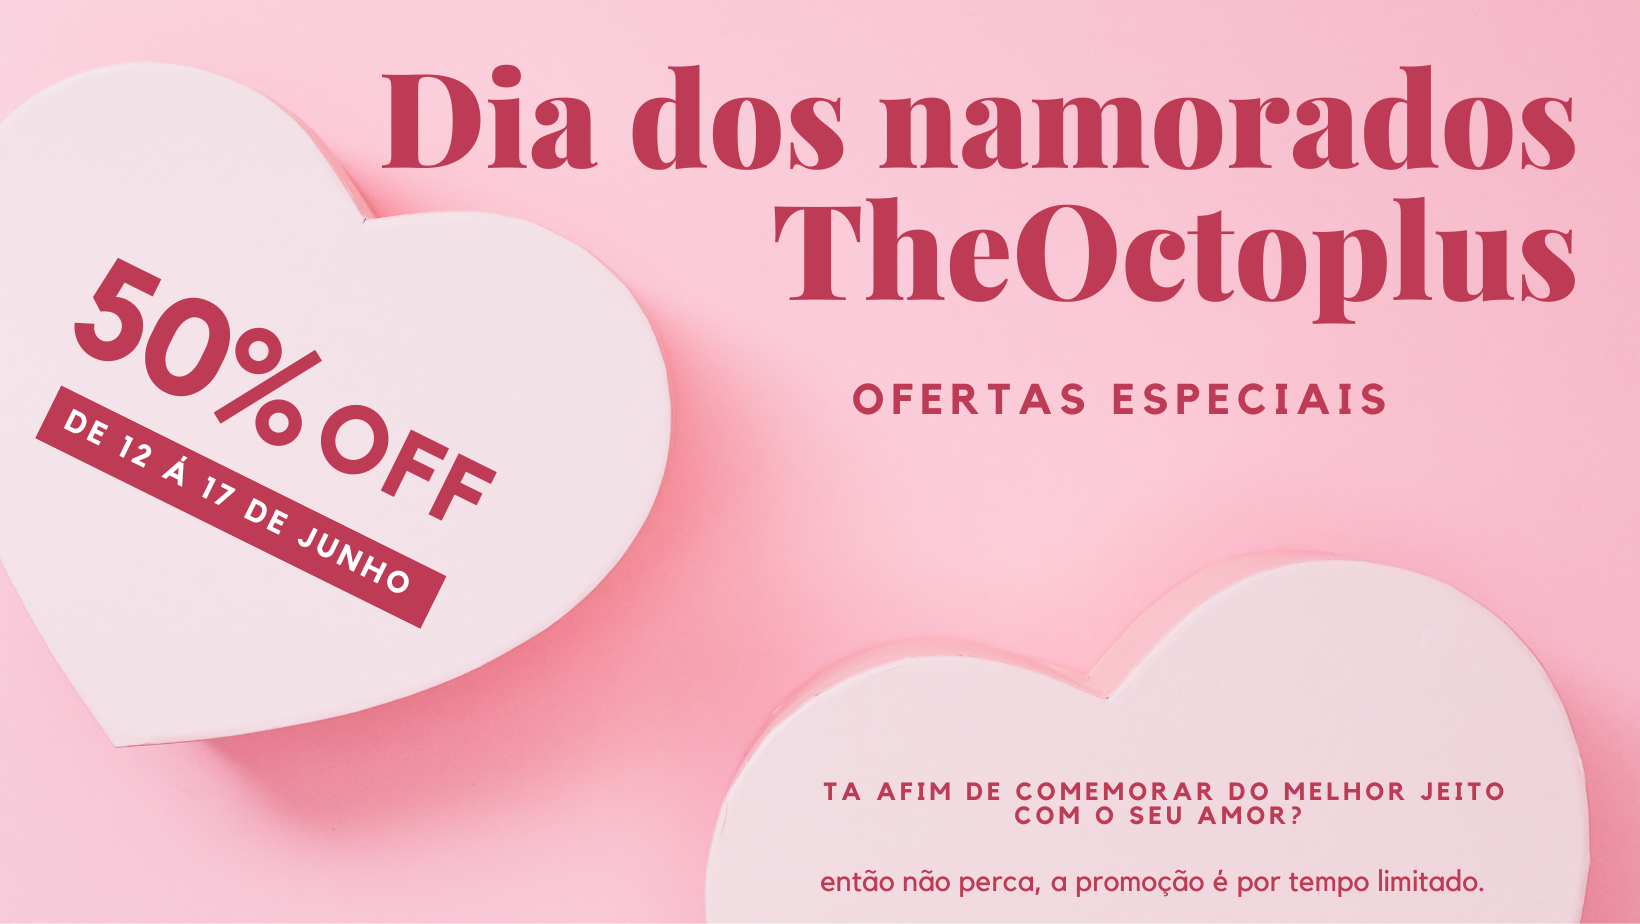 Dia dos namorados
TheOctoplus
OFERTAS ESPECIAIS
50% OFF
DE 12 Á 17 DE JUNHO
TA AFIM DE COMEMORAR DO MELHOR JEITO
COM O SEU AMOR?
então não perca, a promoção é por tempo limitado.